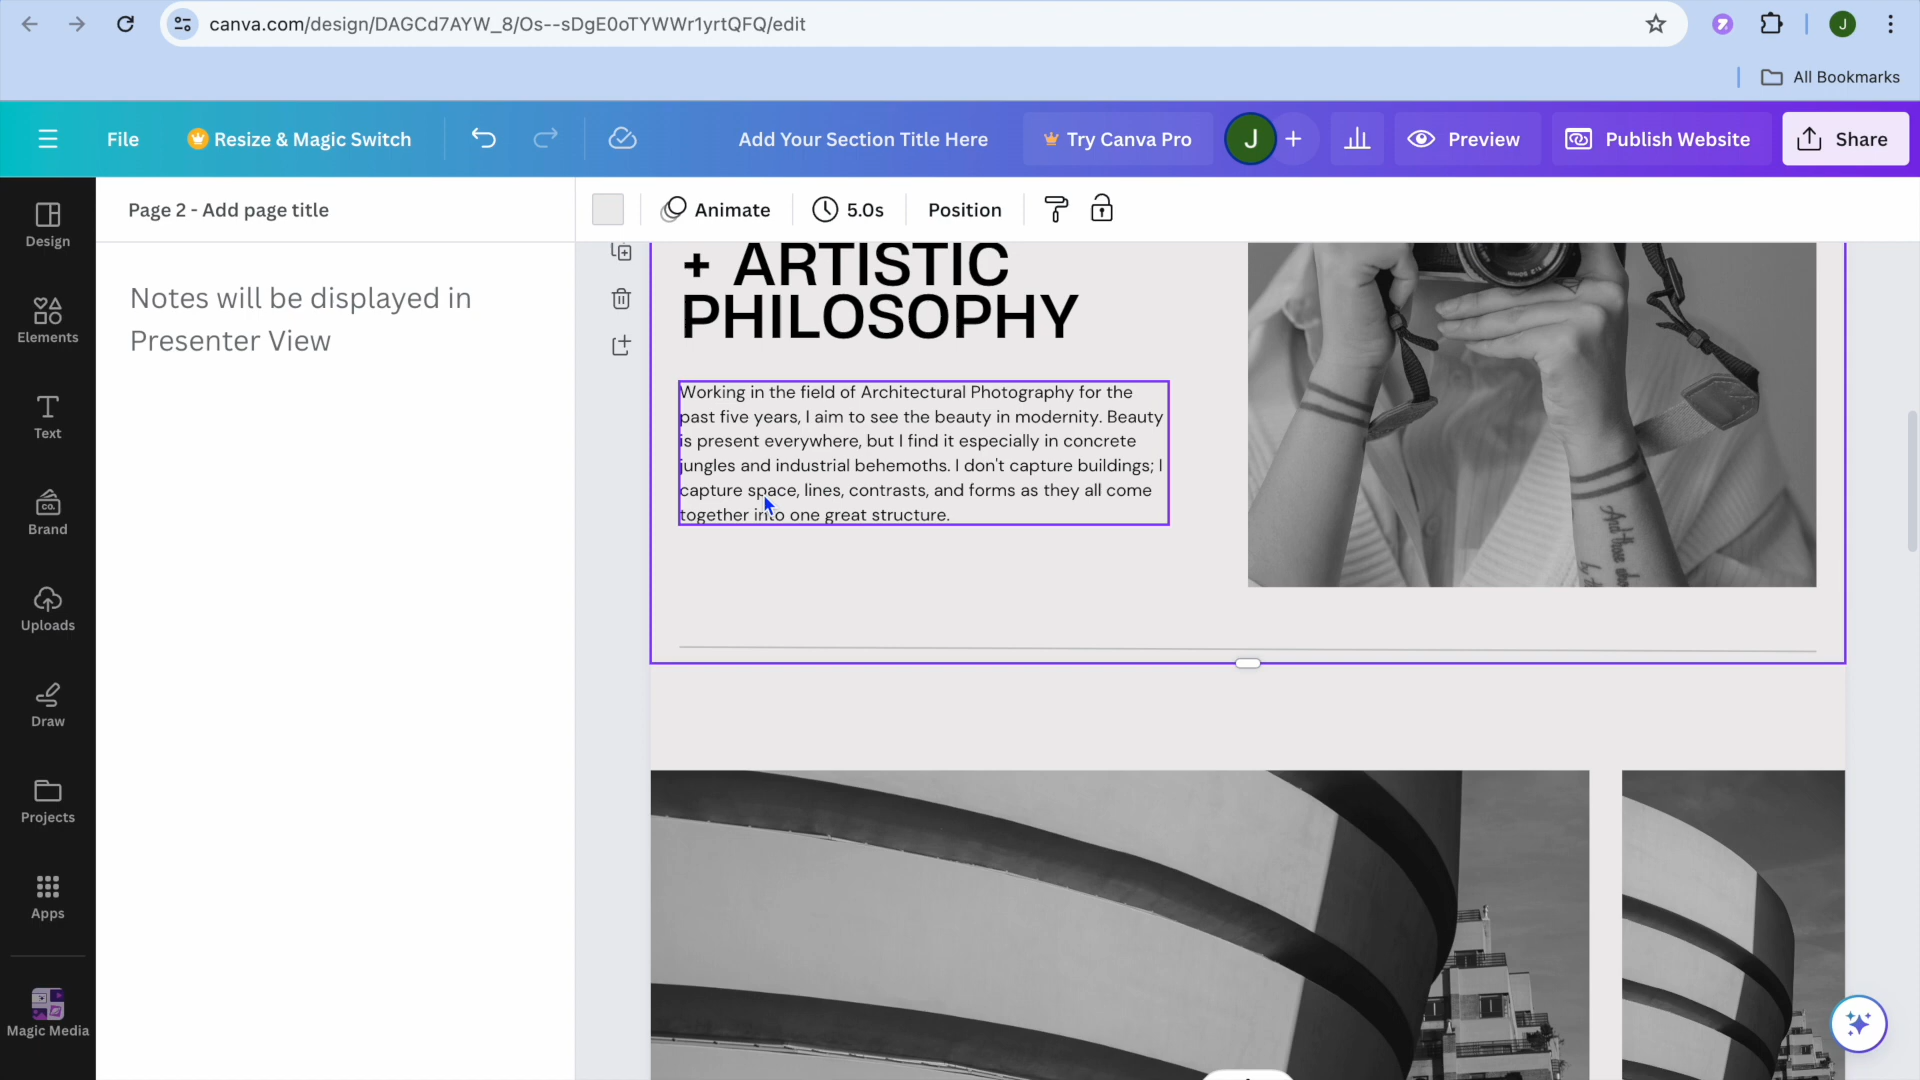 canva.com/design/DAGCd7AYW_8/Os--sDgE0oTYWWr1yrtQFQ/edit
J
All Bookmarks
File
Resize & Magic Switch
Add Your Section Title Here
Try Canva Pro
J
Preview
Publish Website
Share
Design
Elements
Text
CO.
Brand
Uploads
Draw
Projects
Apps
Magic Media
Page 2 - Add page title
Notes will be displayed in
Presenter View
Animate
5.0s
Position
+ ARTISTIC
PHILOSOPHY
Working in the field of Architectural Photography for the
past five years, I aim to see the beauty in modernity. Beauty
is present everywhere, but I find it especially in concrete
jungles and industrial behemoths. I don't capture buildings; I
capture space, lines, contrasts, and forms as they all come
together into one great structure.